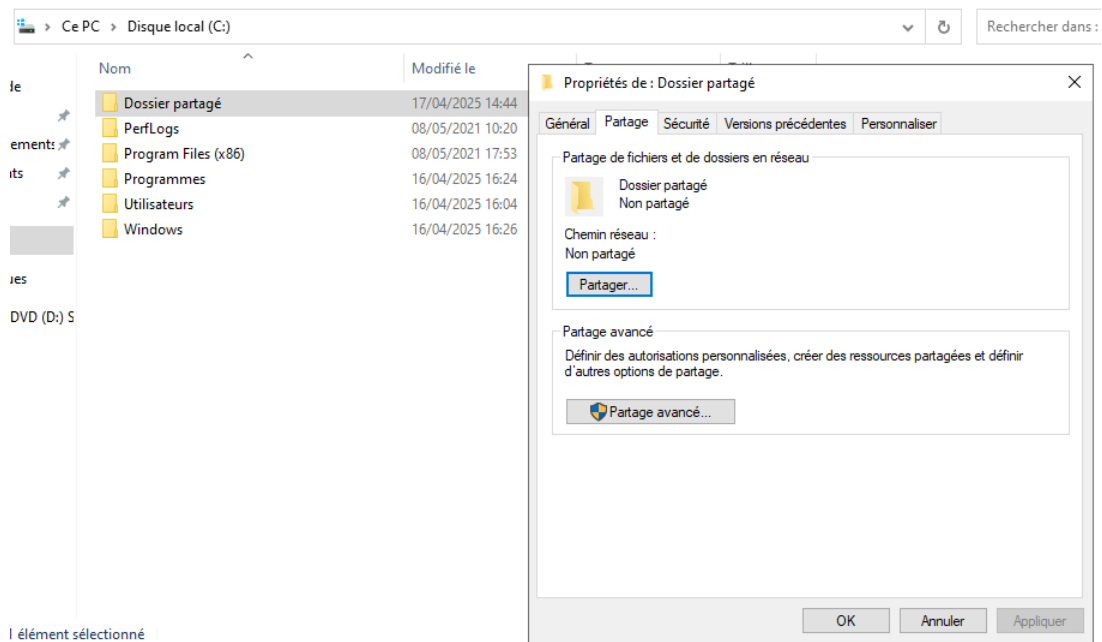 Ce PC > Disque local (C:)
Rechercher dans :
Nom
Modifié le
Dossier partagé 17/04/2025 14:44
PerfLogs 08/05/2021 10:20
Program Files (x86) 08/05/2021 17:53
Programmes 16/04/2025 16:24
Utilisateurs 16/04/2025 16:04
Windows 16/04/2025 16:26
DVD (D:) S
élément sélectionné
Propriétés de : Dossier partagé
Général Partage Sécurité Versions précédentes Personnaliser
Partage de fichiers et de dossiers en réseau
Dossier partagé
Non partagé
Chemin réseau :
Non partagé
Partager...
Partage avancé
Définir des autorisations personnalisées, créer des ressources partagées et définir
d'autres options de partage.
Partage avancé...
OK Annuler Appliquer